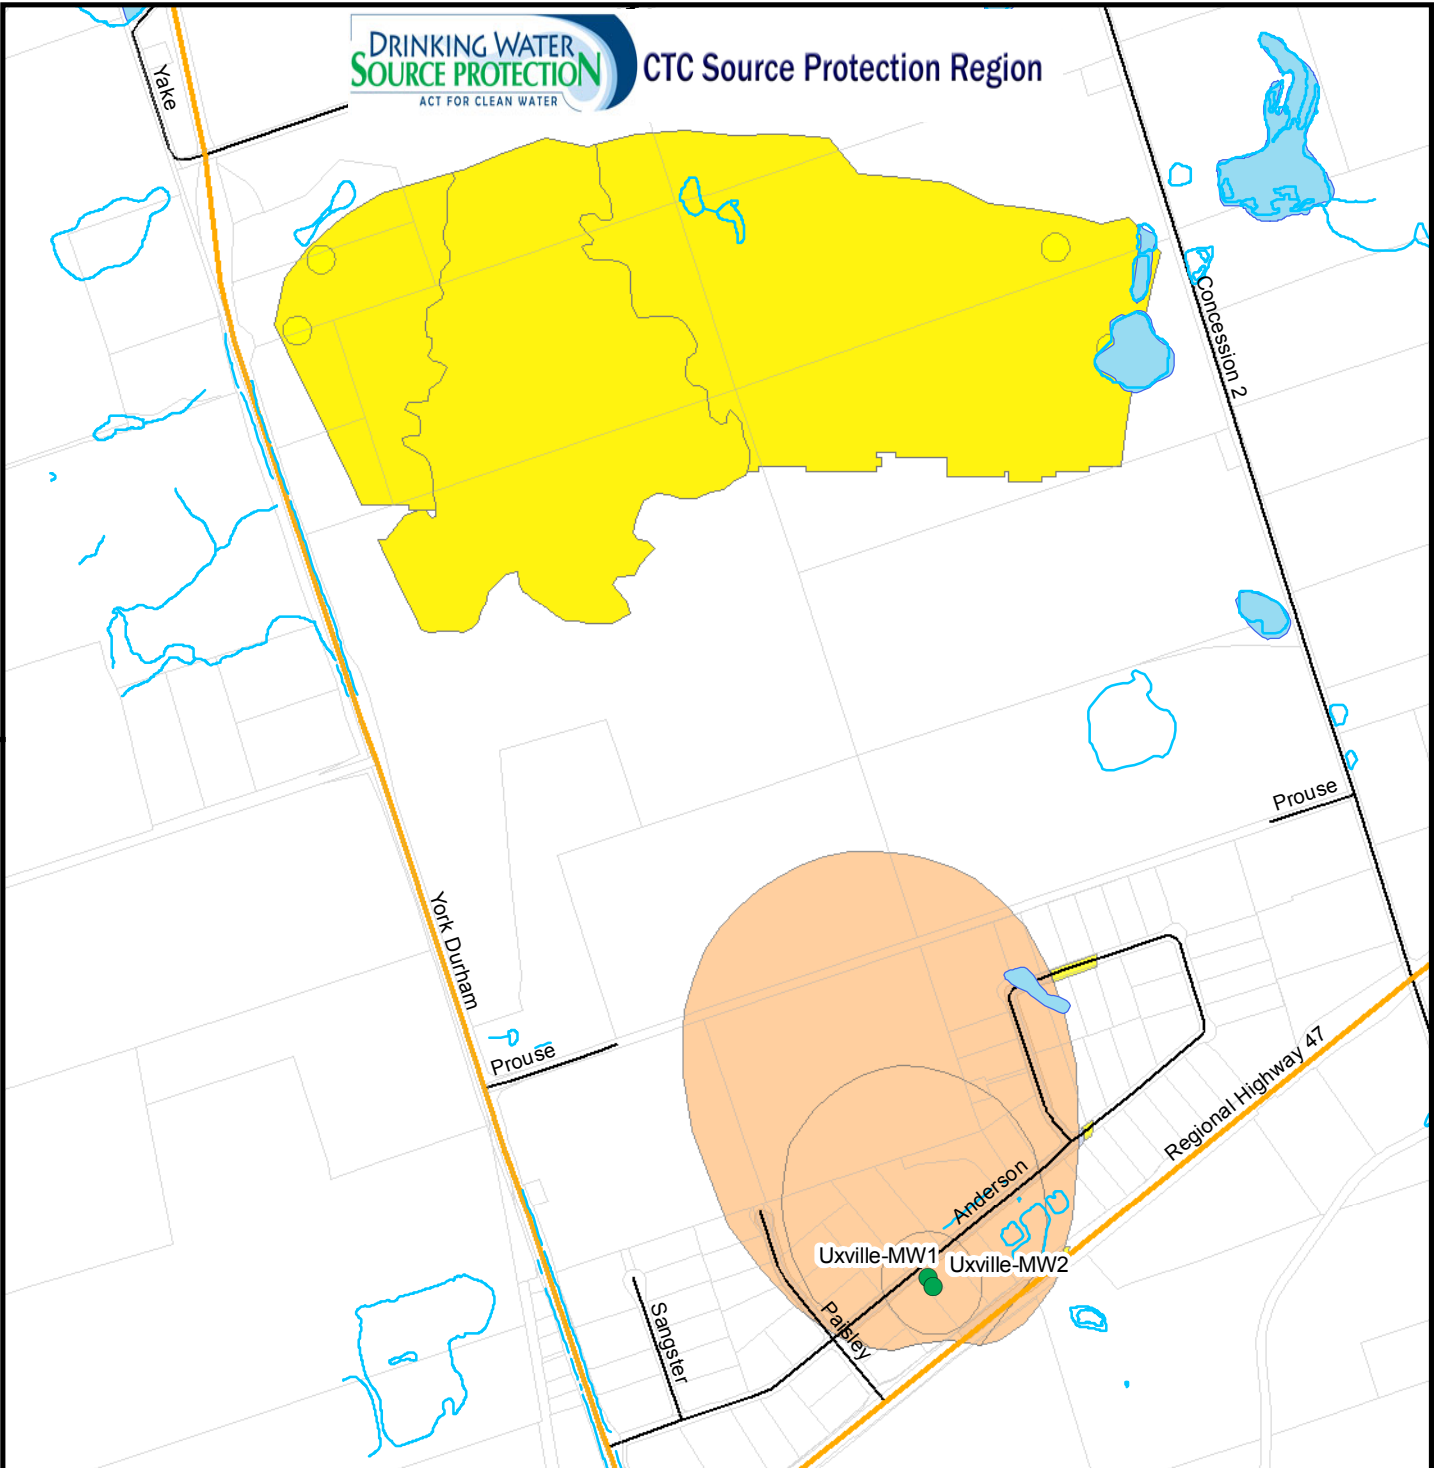 DRINKING WATER
SOURCE PROTECTION
ACT FOR CLEAN WATER
CTC Source Protection Region
Yake
Concession 2
Prouse
York Durham
Prouse
Regional Highway 47
Anderson
Uxville-MW1
Uxville-MW2
Paisley
Sangster